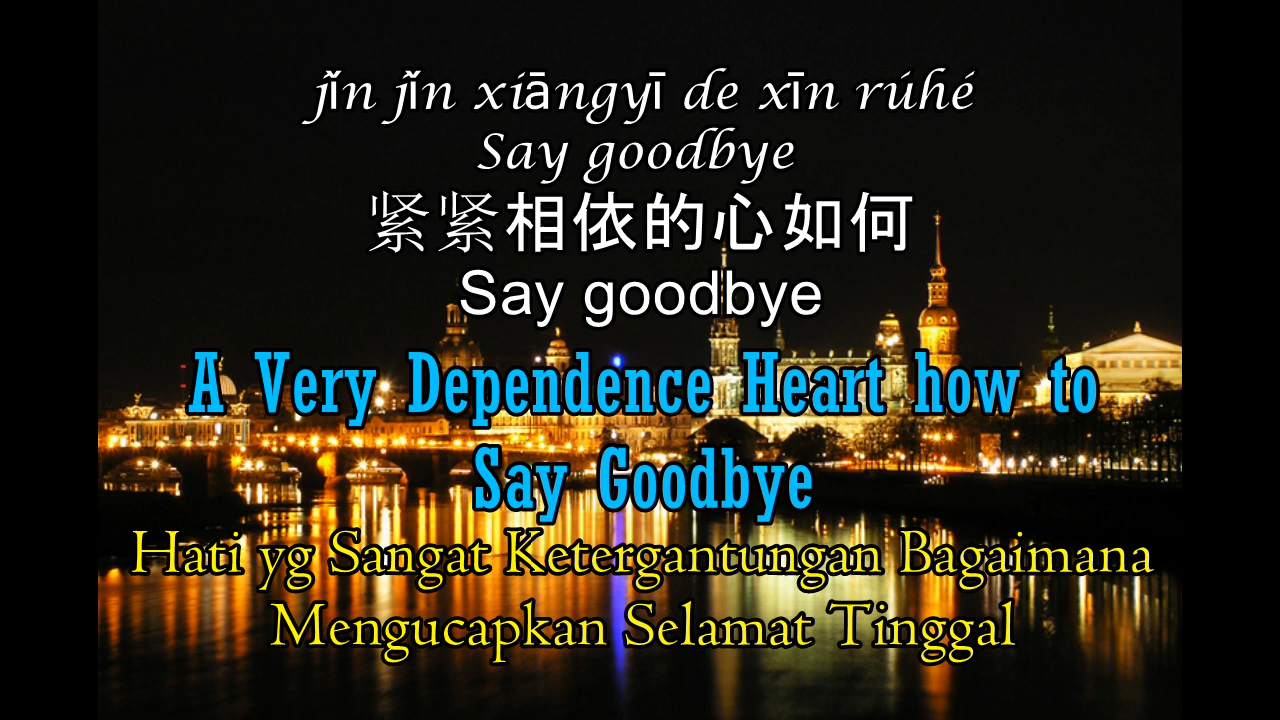 jǐn jǐn xiāngyī de xīn rúhé
Say goodbye
紧紧相依的心如何
Say goodbye
A Very Dependence Heart how to
Say Goodbye
Hati yg Sangat Ketergantungan Bagaimana
Mengucapkan Selamat Tinggal